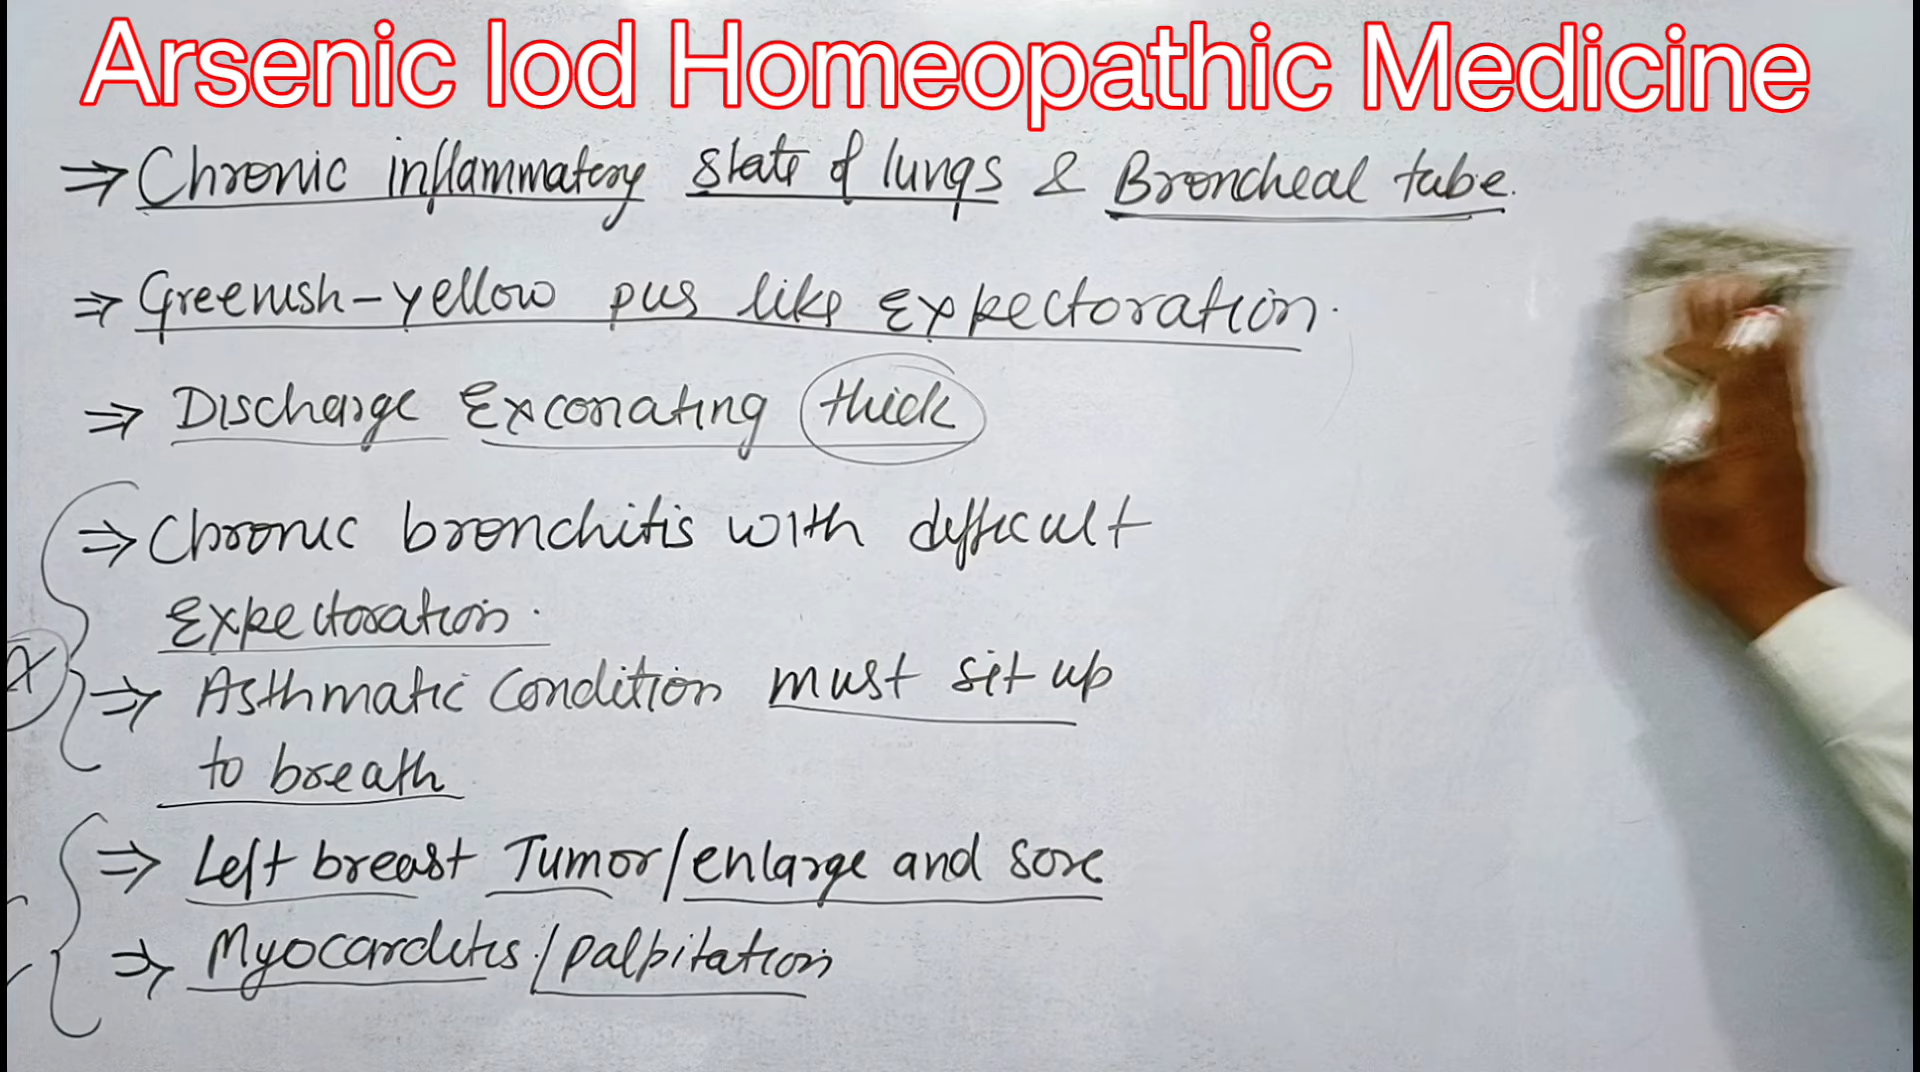 Arsenic Iod Homeopathic Medicine
⇒ Chronic inflammatory state of lungs & Broncheal tube.
⇒ Greenish-yellow pus like Expectoration.
⇒ Discharge Exconating thick
⇒ Chronic bronchitis with difficult
Expectoration.
⇒ Asthmatic Condition must sit up
to breath
⇒ Left breast Tumor/enlarge and sore
⇒ Myocarditis/palpitation